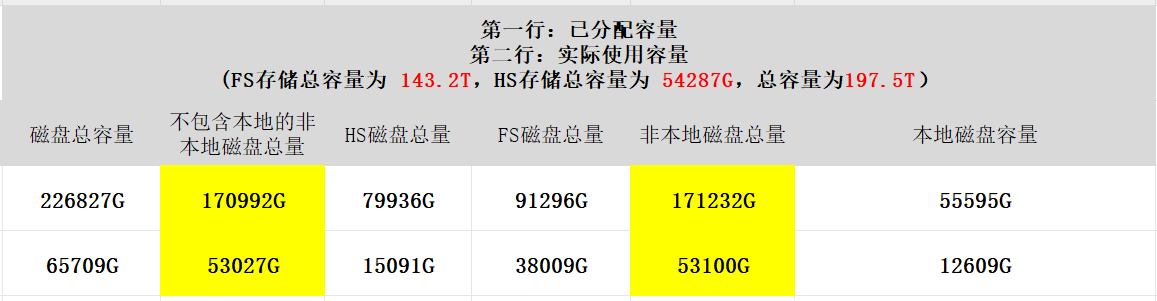 第一行：已分配容量
第二行：实际使用容量
(FS存储总容量为 143.2T，HS存储总容量为 54287G，总容量为197.5T）
磁盘总容量 不包含本地的非本地磁盘总量 HS磁盘总量 FS磁盘总量 非本地磁盘总量 本地磁盘容量
226827G 170992G 79936G 91296G 171232G 55595G
65709G 53027G 15091G 38009G 53100G 12609G